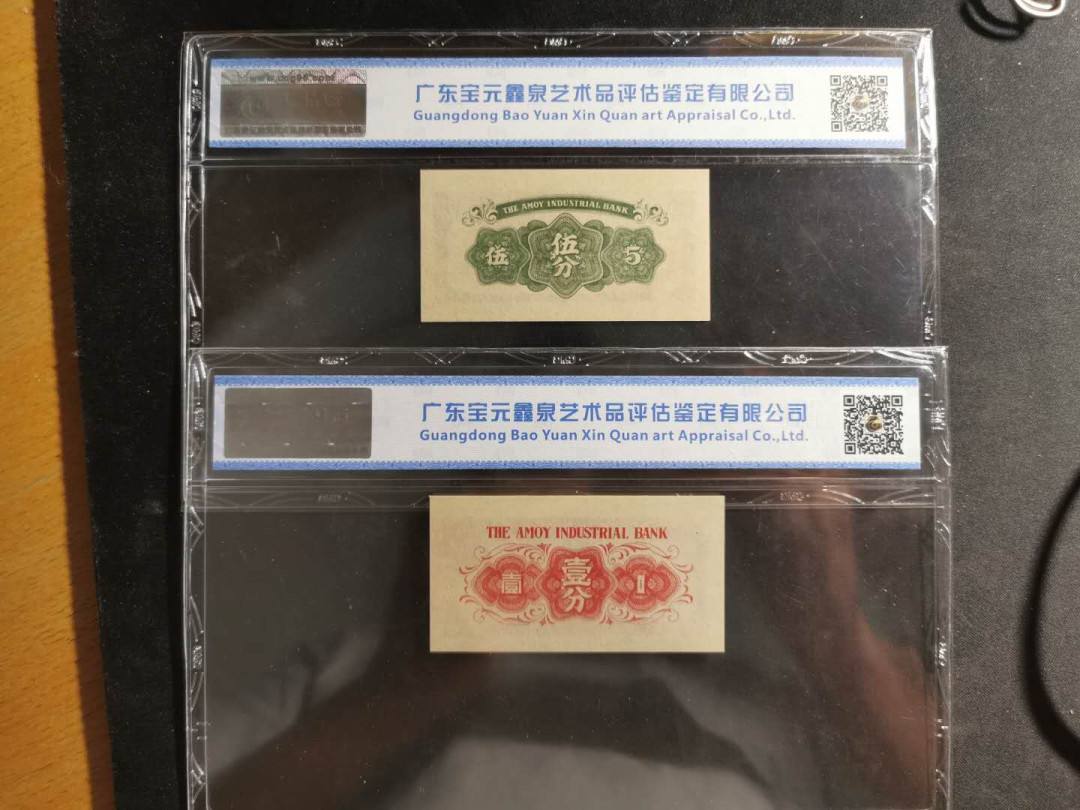 广东宝元鑫泉艺术品评估鉴定有限公司
Guangdong Bao Yuan Xin Quan art Appraisal Co.,Ltd.
THE AMOY INDUSTRIAL BANK
伍
伍分
5
广东宝元鑫泉艺术品评估鉴定有限公司
Guangdong Bao Yuan Xin Quan art Appraisal Co.,Ltd.
THE AMOY INDUSTRIAL BANK
壹
壹分
1